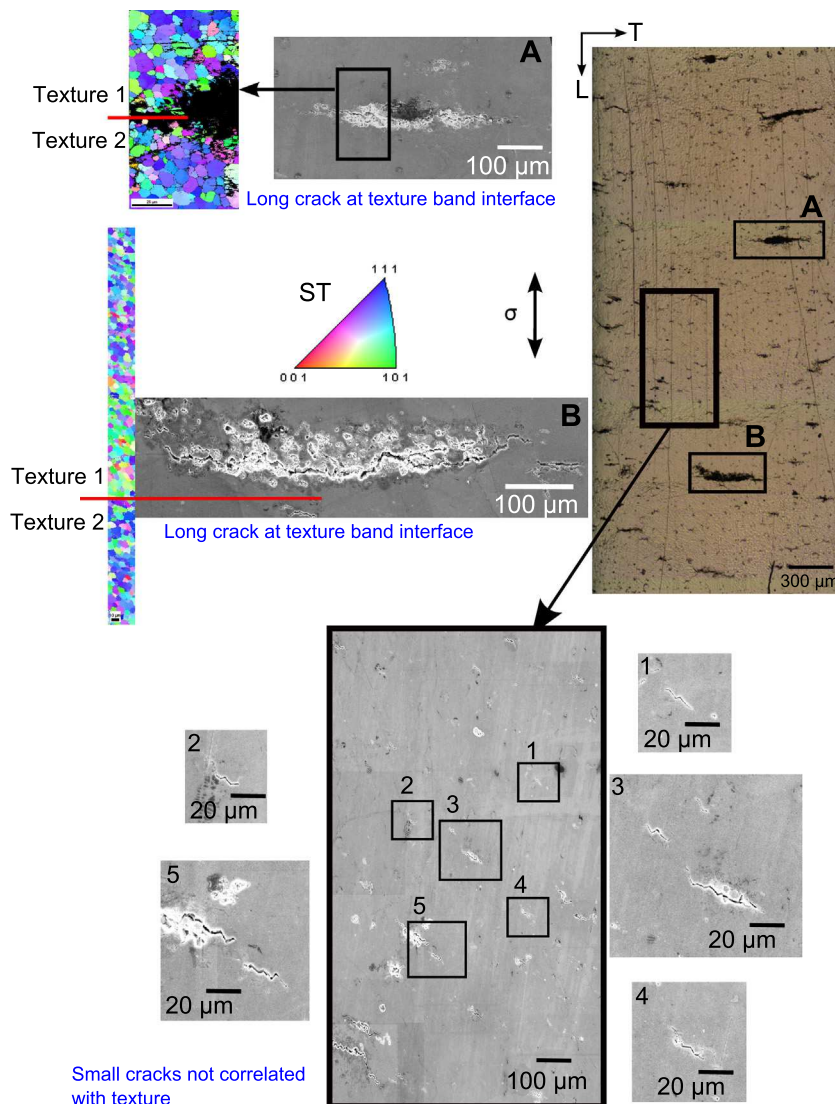 A
T
L
Texture 1
Texture 2
100 µm
Long crack at texture band interface
A
111
ST
σ
001
101
B
B
Texture 1
Texture 2
100 µm
Long crack at texture band interface
300 µm
1
20 µm
2
20 µm
1
2
3
4
5
3
20 µm
5
20 µm
4
20 µm
100 µm
Small cracks not correlated
with texture